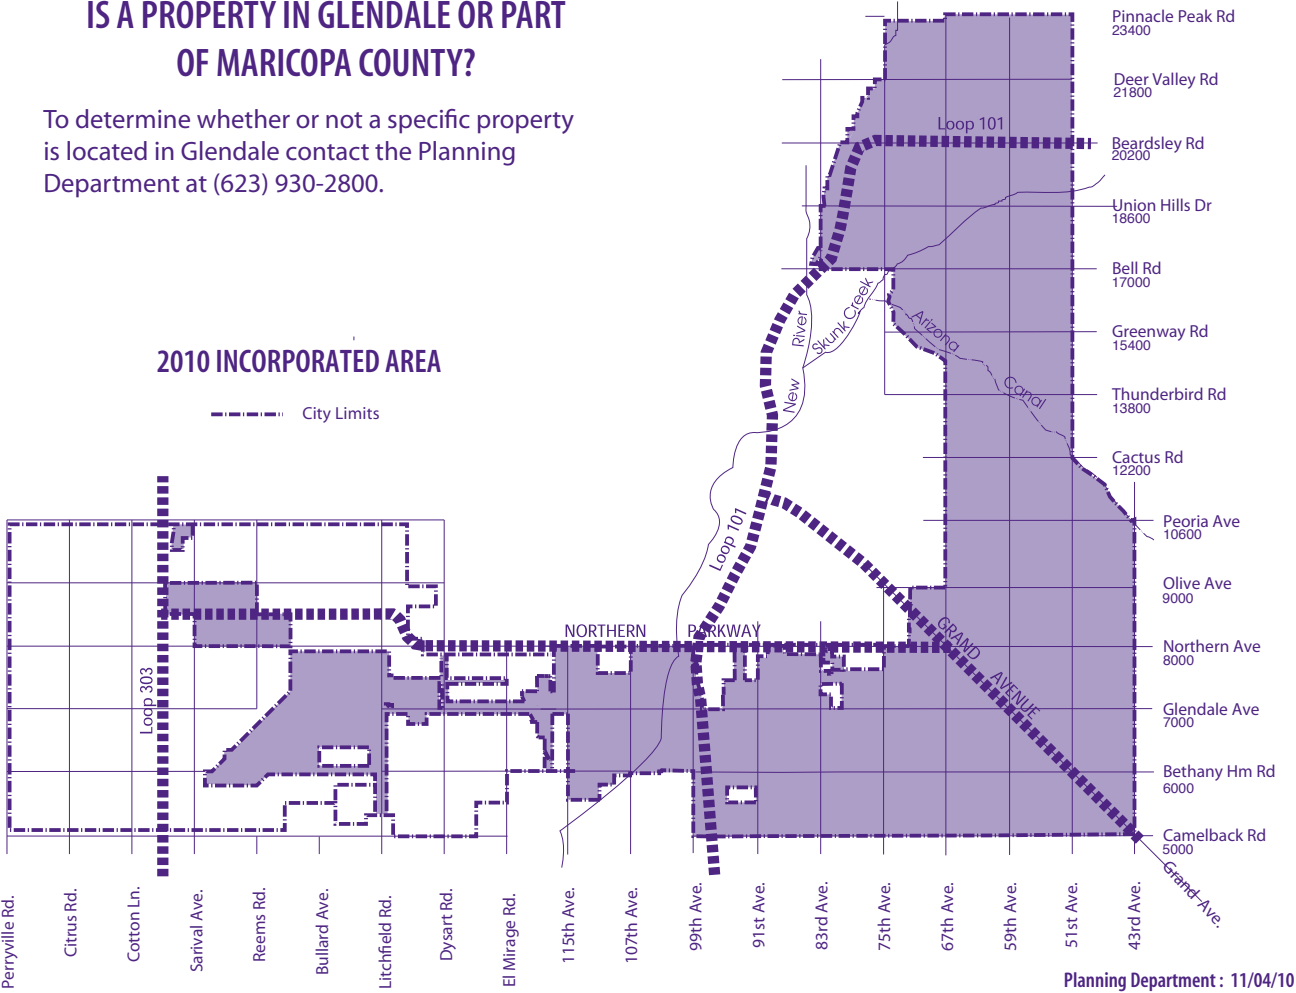 IS A PROPERTY IN GLENDALE OR PART
OF MARICOPA COUNTY?
To determine whether or not a specific property
is located in Glendale contact the Planning
Department at (623) 930-2800.
2010 INCORPORATED AREA
City Limits
Pinnacle Peak Rd
23400
Deer Valley Rd
21800
Loop 101
Beardsley Rd
20200
Union Hills Dr
18600
Bell Rd
17000
Greenway Rd
15400
Thunderbird Rd
13800
Cactus Rd
12200
Peoria Ave
10600
Olive Ave
9000
Northern Ave
8000
Glendale Ave
7000
Bethany Hm Rd
6000
Camelback Rd
5000
Skunk Creek
New River
Arizona Canal
Loop 101
NORTHERN PARKWAY
GRAND AVENUE
Loop 303
Grand Ave.
Perryville Rd.
Citrus Rd.
Cotton Ln.
Sarival Ave.
Reems Rd.
Bullard Ave.
Litchfield Rd.
Dysart Rd.
El Mirage Rd.
115th Ave.
107th Ave.
99th Ave.
91st Ave.
83rd Ave.
75th Ave.
67th Ave.
59th Ave.
51st Ave.
43rd Ave.
Planning Department : 11/04/10